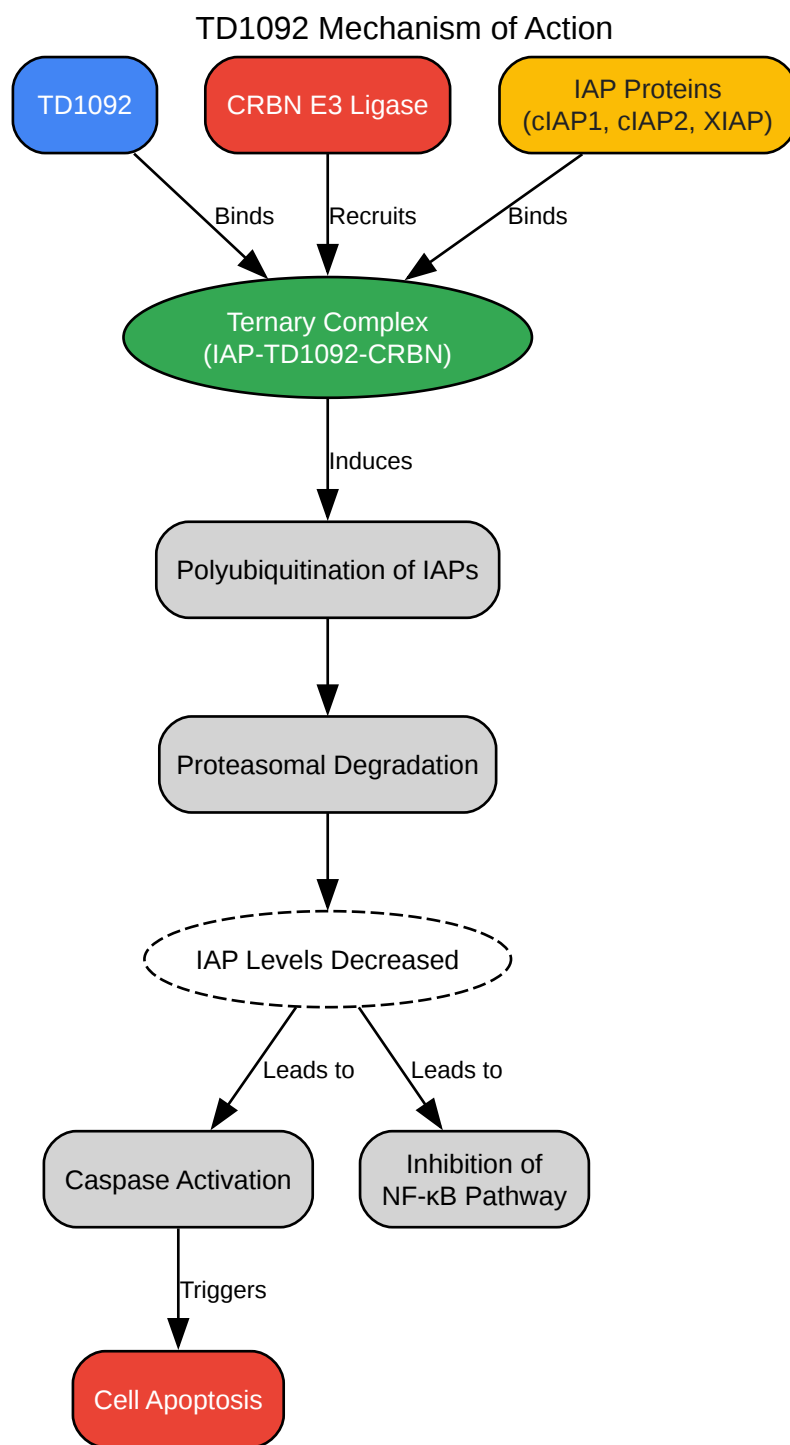 TD1092 Mechanism of Action
TD1092
CRBN E3 Ligase
IAP Proteins
(cIAP1, cIAP2, XIAP)
Binds
Recruits
Binds
Ternary Complex
(IAP-TD1092-CRBN)
Induces
Polyubiquitination of IAPs
Proteasomal Degradation
IAP Levels Decreased
Leads to
Leads to
Caspase Activation
Inhibition of
NF-κB Pathway
Triggers
Cell Apoptosis